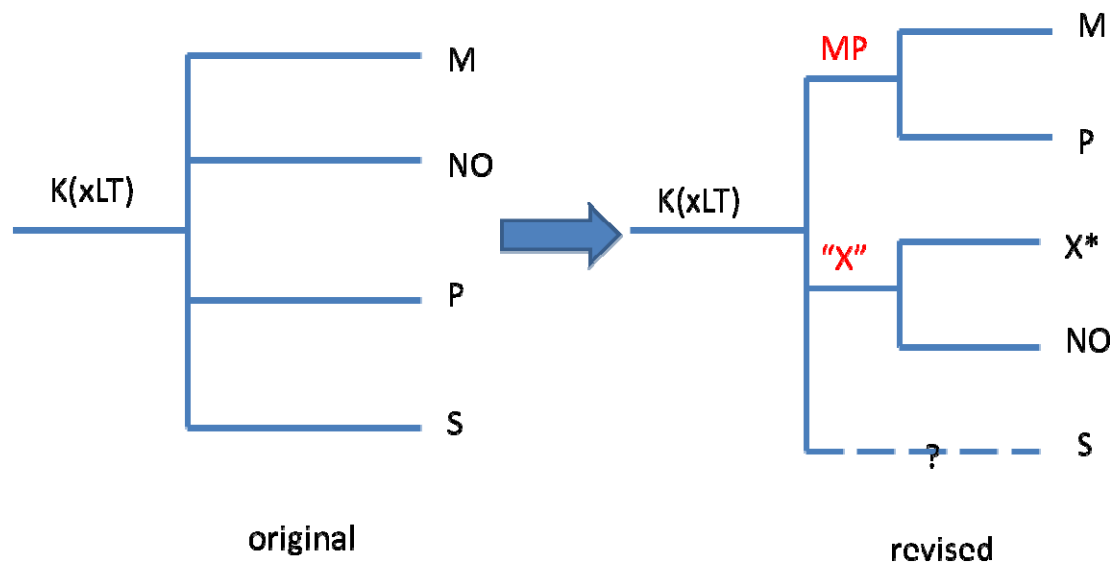 K(xLT)
M
NO
P
S
original
K(xLT)
MP
M
P
“X”
X*
NO
?
S
revised